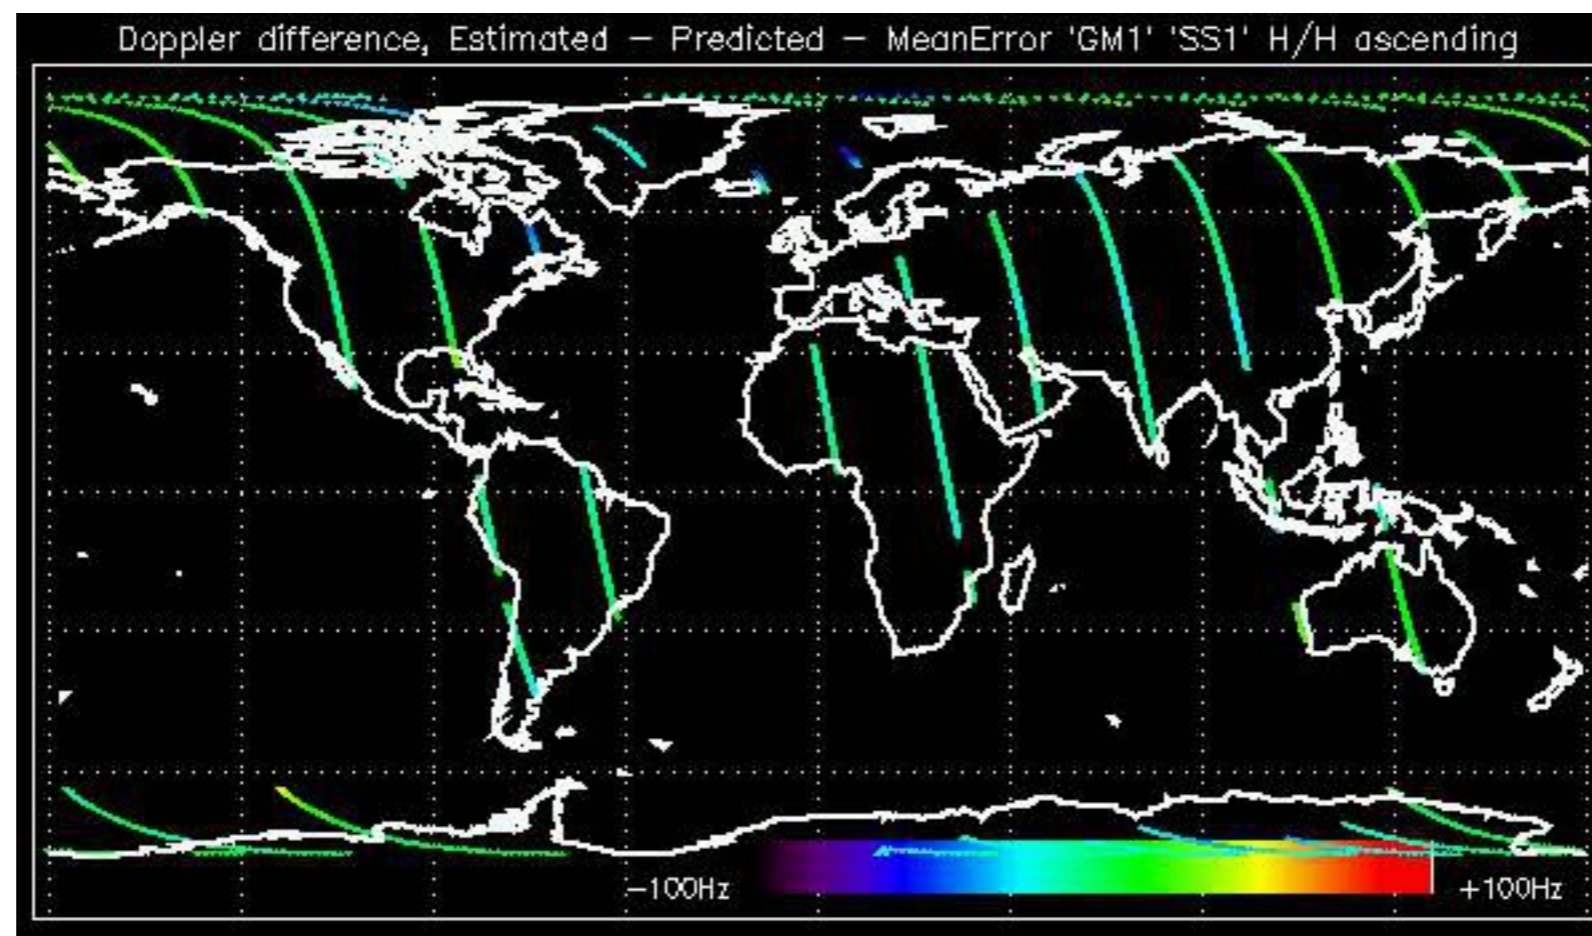 Doppler difference, Estimated − Predicted − MeanError 'GM1' 'SS1' H/H ascending
−100Hz +100Hz